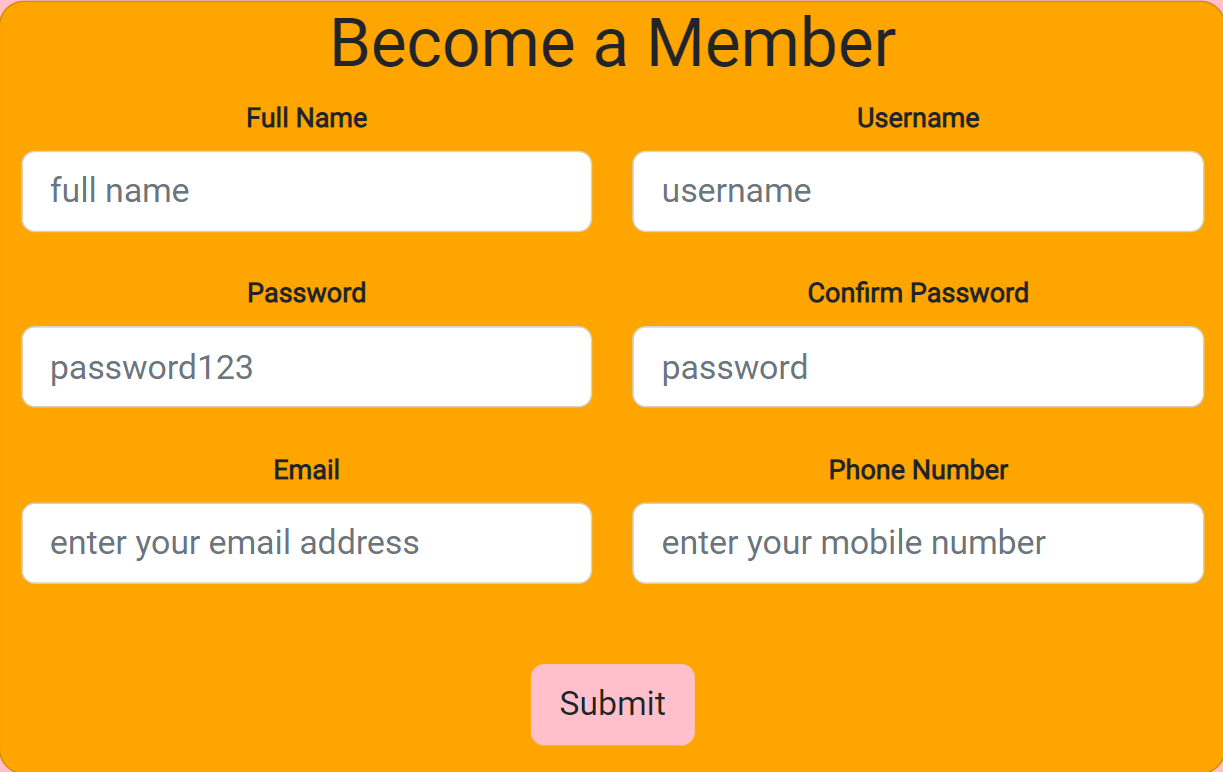 Become a Member
Full Name
Username
full name
username
Password
Confirm Password
password123
password
Email
Phone Number
enter your email address
enter your mobile number
Submit